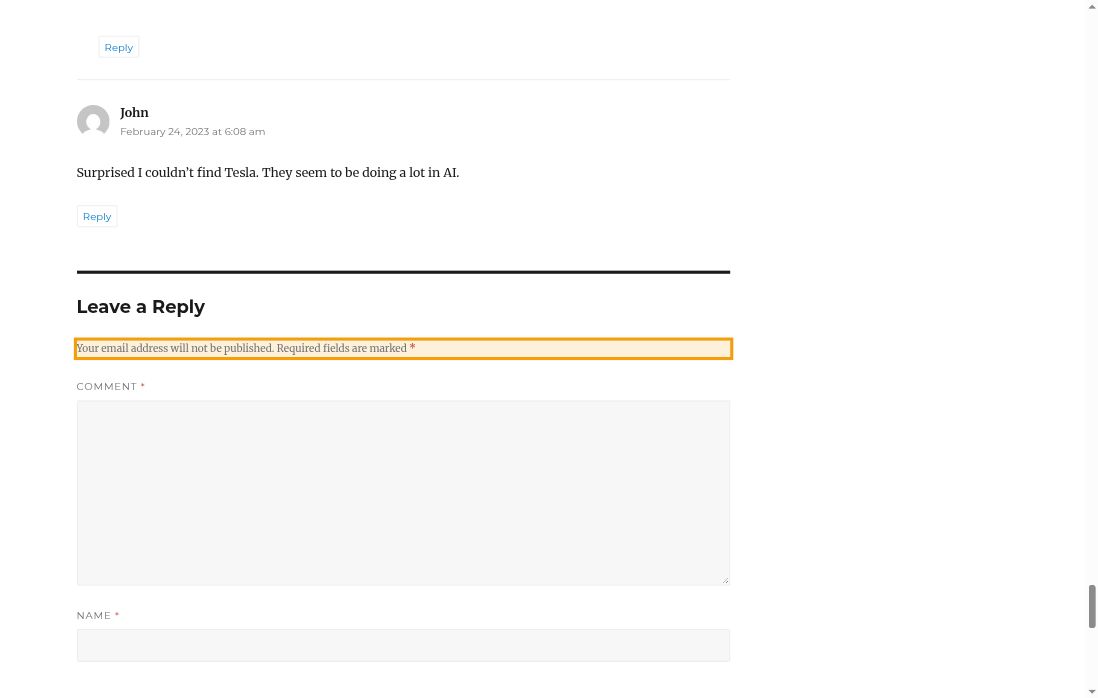 Reply
John
February 24, 2023 at 6:08 am
Surprised I couldn’t find Tesla. They seem to be doing a lot in AI.
Reply
Leave a Reply
Your email address will not be published. Required fields are marked *
COMMENT *
NAME *